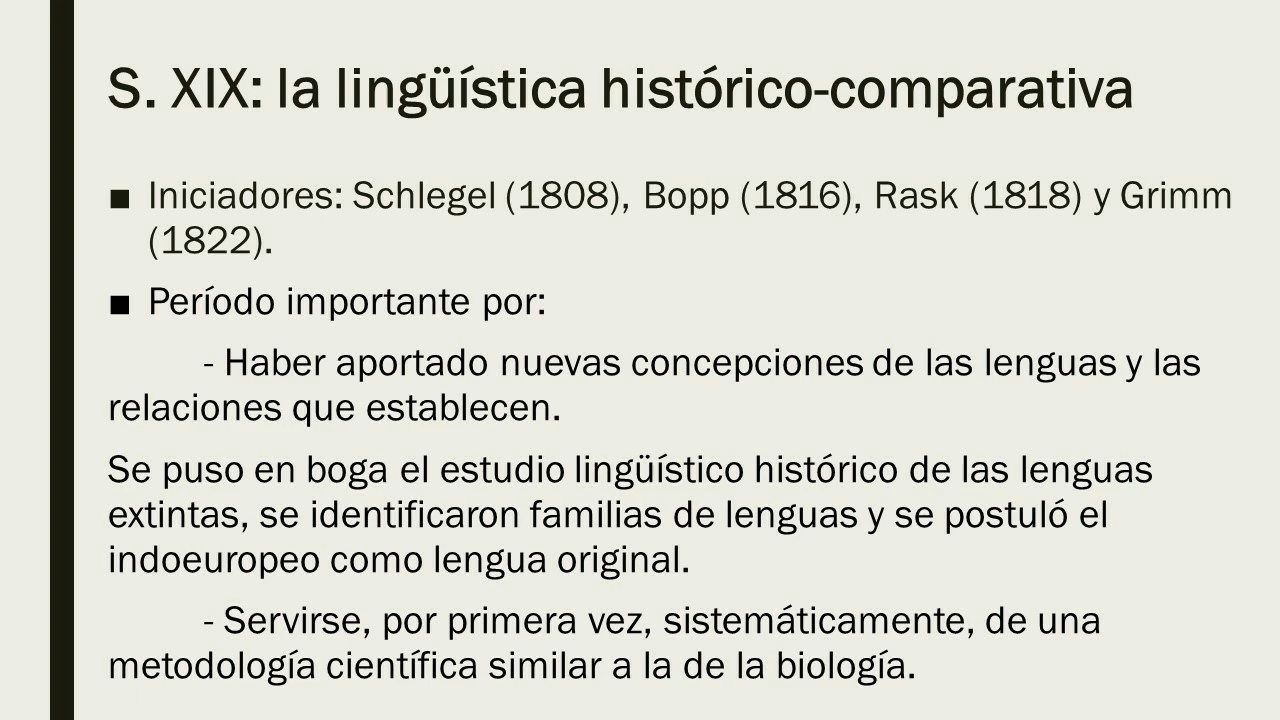 S. XIX: la lingüística histórico-comparativa
■ Iniciadores: Schlegel (1808), Bopp (1816), Rask (1818) y Grimm
(1822).
■ Período importante por:
- Haber aportado nuevas concepciones de las lenguas y las
relaciones que establecen.
Se puso en boga el estudio lingüístico histórico de las lenguas
extintas, se identificaron familias de lenguas y se postuló el
indoeuropeo como lengua original.
- Servirse, por primera vez, sistemáticamente, de una
metodología científica similar a la de la biología.